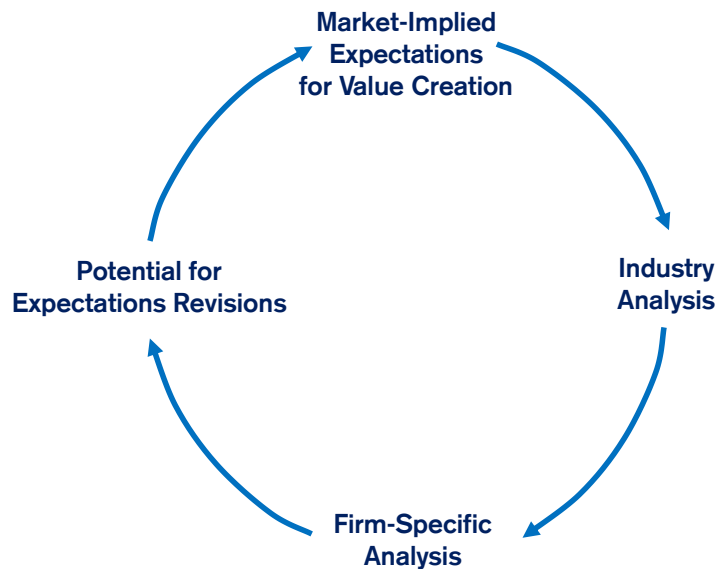 Market-Implied
Expectations
for Value Creation
Industry
Analysis
Firm-Specific
Analysis
Potential for
Expectations Revisions